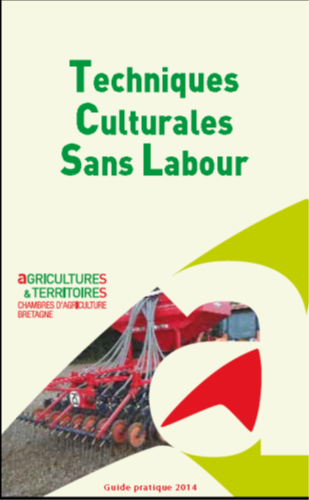 Techniques
Culturales
Sans Labour
aGRICULTURES
& TERRITOIRES
CHAMBRES D'AGRICULTURE
BRETAGNE
Guide pratique 2014